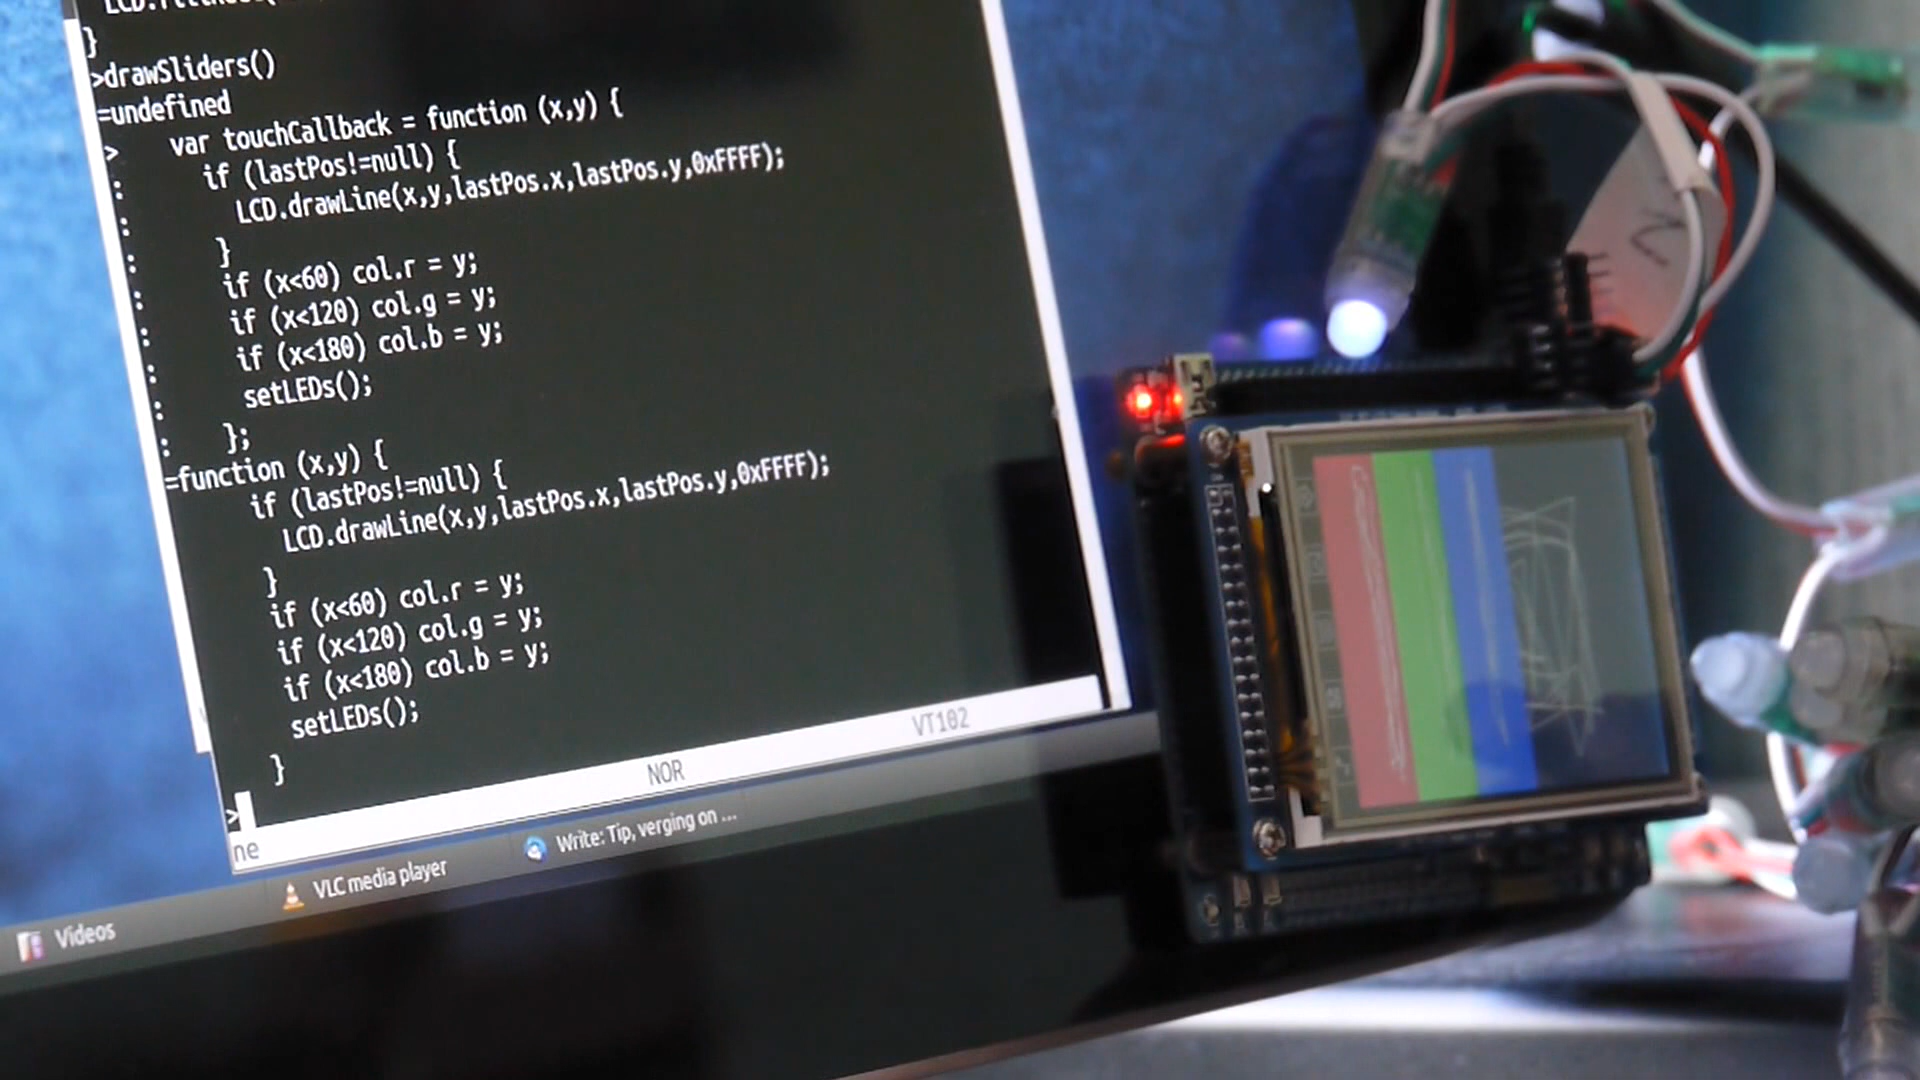 }
>drawSliders()
=undefined
> var touchCallback = function (x,y) {
: if (lastPos!=null) {
: LCD.drawLine(x,y,lastPos.x,lastPos.y,0xFFFF);
: }
: if (x<60) col.r = y;
: if (x<120) col.g = y;
: if (x<180) col.b = y;
: setLEDs();
: };
=function (x,y) {
if (lastPos!=null) {
LCD.drawLine(x,y,lastPos.x,lastPos.y,0xFFFF);
}
if (x<60) col.r = y;
if (x<120) col.g = y;
if (x<180) col.b = y;
setLEDs();
}
>
ne NOR VT102
Videos VLC media player Write: Tip, verging on ...